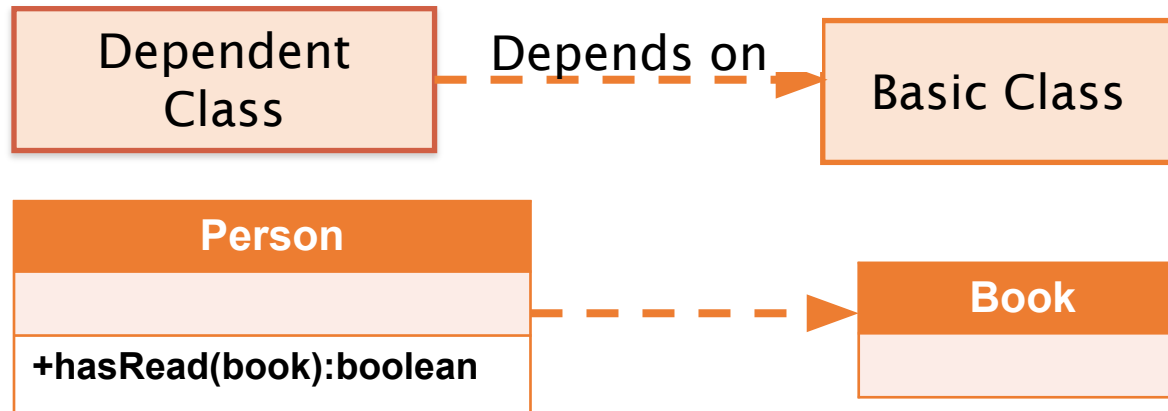 Dependent
Class
Depends on
Basic Class
Person
+hasRead(book):boolean
Book